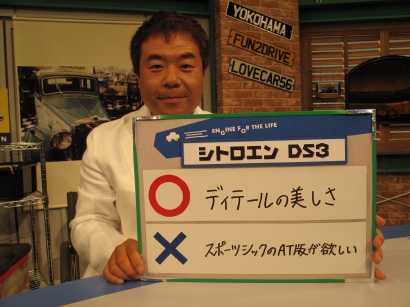 YOKOHAMA
FUN2DRIVE
LOVECAR56
ENGINE FOR THE LIFE
シトロエン DS3
○ ディテールの美しさ
× スポーツシックのAT版が欲しい